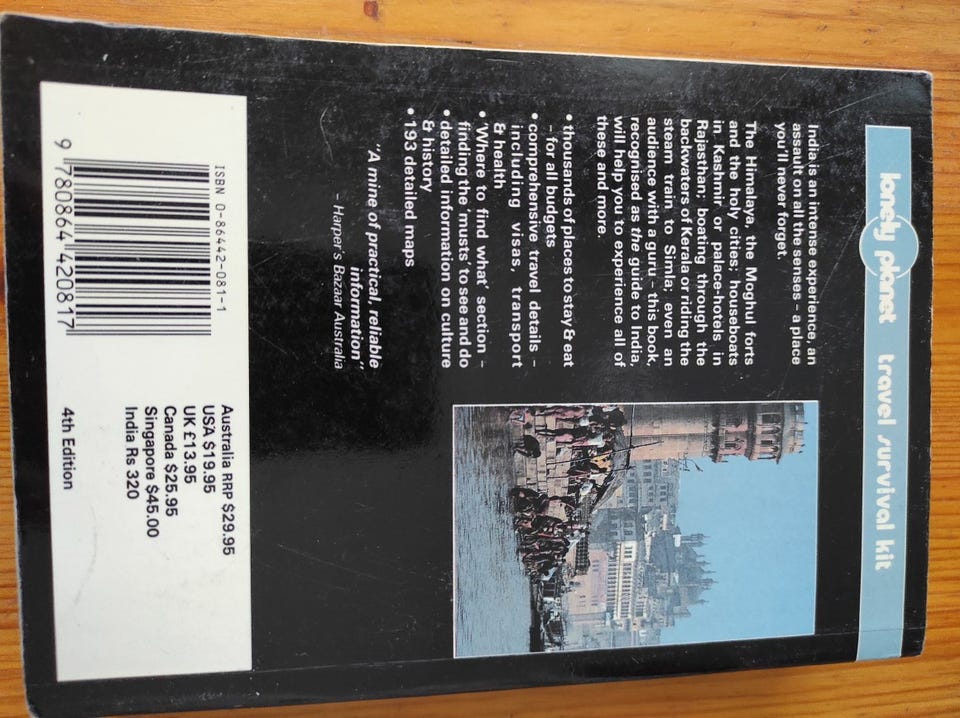 lonely planet travel survival kit
India is an intense experience, an
assault on all the senses – a place
you'll never forget.
The Himalaya, the Moghul forts
and the holy cities; houseboats
in Kashmir or palace-hotels in
Rajasthan; boating through the
backwaters of Kerala or riding the
steam train to Simla; even an
audience with a guru – this book,
recognised as the guide to India,
will help you to experience all of
these and more.
• thousands of places to stay & eat
– for all budgets
• comprehensive travel details –
including visas, transport
& health
• 'Where to find what' section –
finding the 'musts' to see and do
• detailed information on culture
& history
• 193 detailed maps
"A mine of practical, reliable
information"
– Harper's Bazaar Australia
ISBN 0-86442-081-1
9 780864 420817
Australia RRP $29.95
USA $19.95
UK £13.95
Canada $25.95
Singapore $45.00
India Rs 320
4th Edition